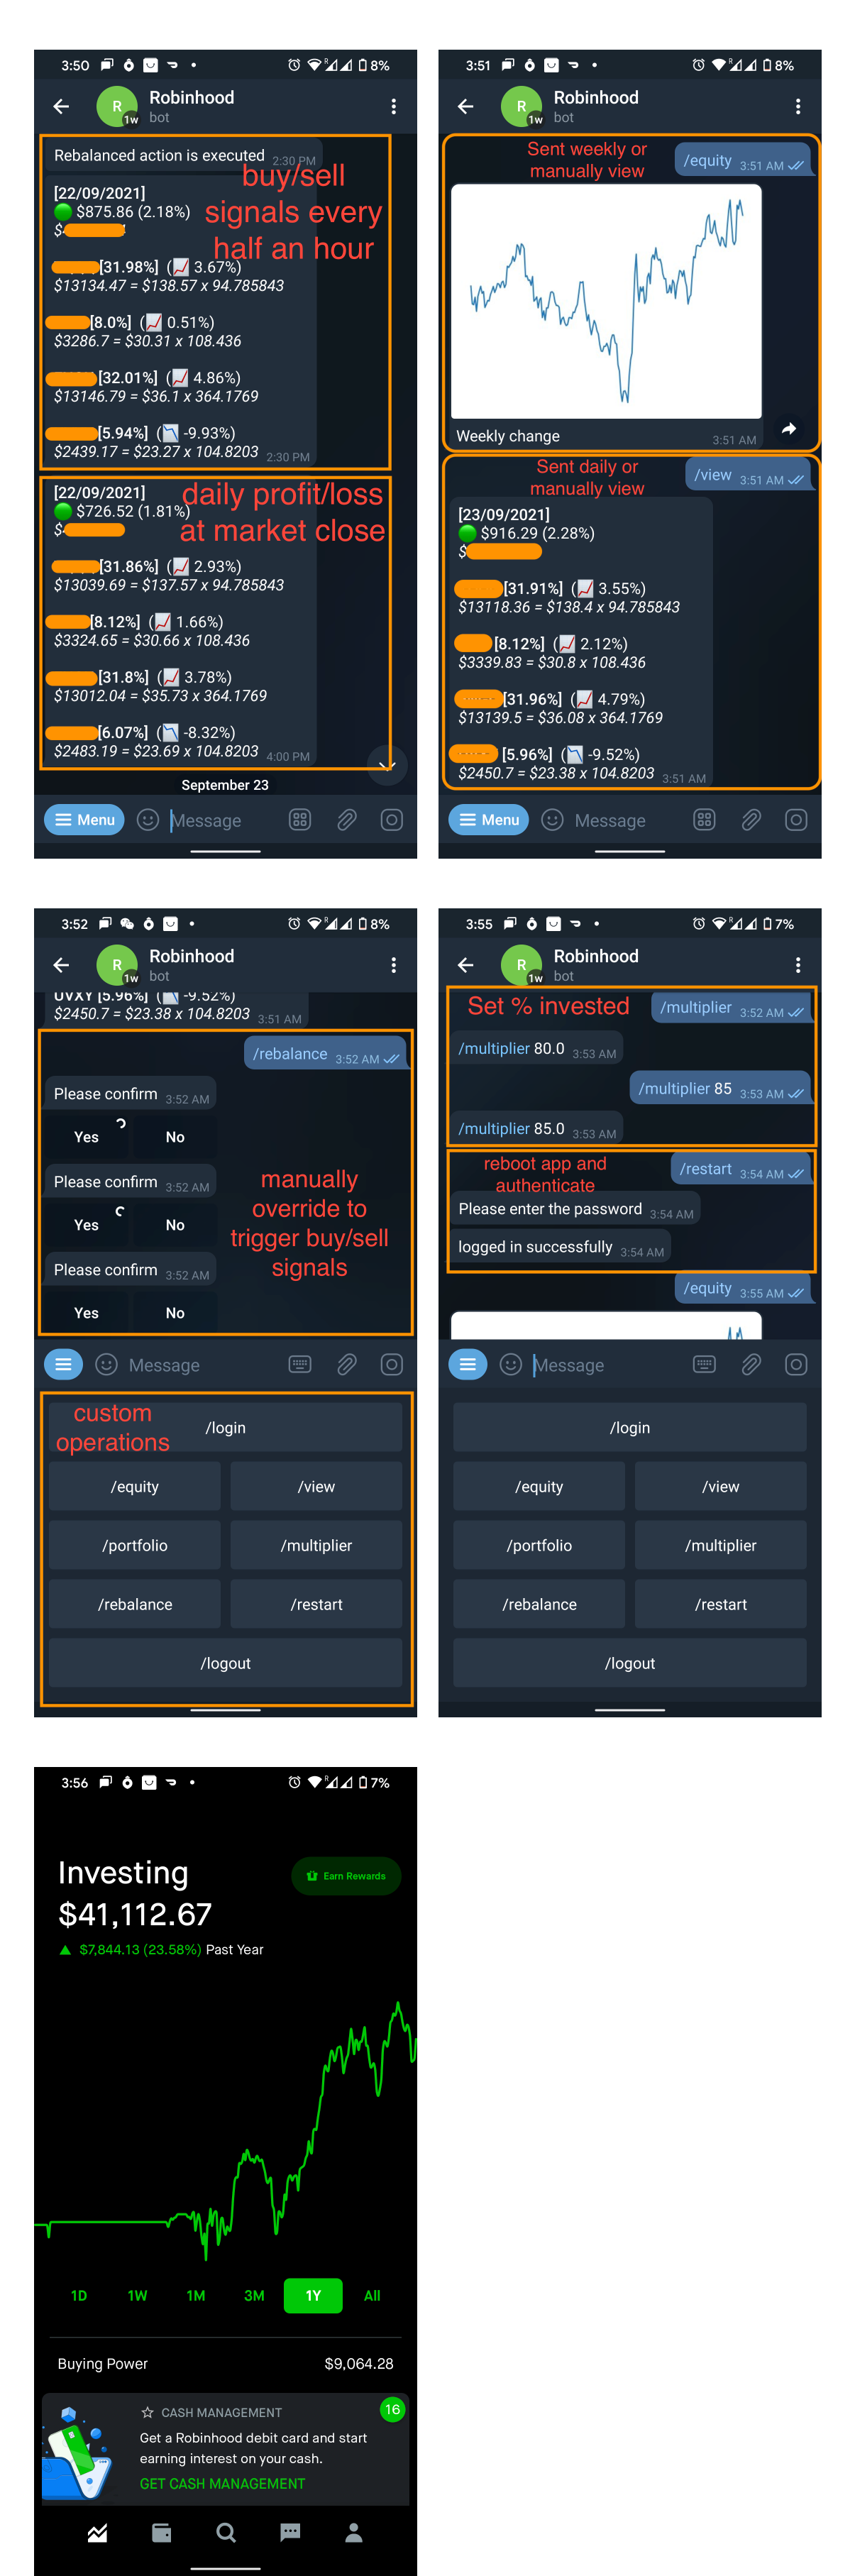 3:50
8%
Robinhood
R
1w
bot
Rebalanced action is executed 2:30 PM
buy/sell
signals every
half an hour
[22/09/2021]
$875.86 (2.18%)
$
[31.98%] (📈 3.67%)
$13134.47 = $138.57 x 94.785843
[8.0%] (📈 0.51%)
$3286.7 = $30.31 x 108.436
[32.01%] (📈 4.86%)
$13146.79 = $36.1 x 364.1769
[5.94%] (📉 -9.93%)
$2439.17 = $23.27 x 104.8203 2:30 PM
[22/09/2021]
$726.52 (1.81%)
$
daily profit/loss
at market close
[31.86%] (📈 2.93%)
$13039.69 = $137.57 x 94.785843
[8.12%] (📈 1.66%)
$3324.65 = $30.66 x 108.436
[31.8%] (📈 3.78%)
$13012.04 = $35.73 x 364.1769
[6.07%] (📉 -8.32%)
$2483.19 = $23.69 x 104.8203 4:00 PM
September 23
Menu Message
3:51
8%
Robinhood
R
1w
bot
Sent weekly or
manually view
/equity 3:51 AM
Weekly change 3:51 AM
Sent daily or
manually view
/view 3:51 AM
[23/09/2021]
$916.29 (2.28%)
$
[31.91%] (📈 3.55%)
$13118.36 = $138.4 x 94.785843
[8.12%] (📈 2.12%)
$3339.83 = $30.8 x 108.436
[31.96%] (📈 4.79%)
$13139.5 = $36.08 x 364.1769
[5.96%] (📉 -9.52%)
$2450.7 = $23.38 x 104.8203 3:51 AM
Menu Message
3:52
8%
Robinhood
R
1w
bot
UVXY [5.96%] (📉 -9.52%)
$2450.7 = $23.38 x 104.8203 3:51 AM
/rebalance 3:52 AM
Please confirm 3:52 AM
Yes No
Please confirm 3:52 AM
Yes No
Please confirm 3:52 AM
Yes No
manually
override to
trigger buy/sell
signals
Message
custom
operations
/login
/equity /view
/portfolio /multiplier
/rebalance /restart
/logout
3:55
7%
Robinhood
R
1w
bot
Set % invested
/multiplier 3:52 AM
/multiplier 80.0 3:53 AM
/multiplier 85 3:53 AM
/multiplier 85.0 3:53 AM
reboot app and
authenticate
/restart 3:54 AM
Please enter the password 3:54 AM
logged in successfully 3:54 AM
/equity 3:55 AM
Message
/login
/equity /view
/portfolio /multiplier
/rebalance /restart
/logout
3:56
7%
Investing
Earn Rewards
$41,112.67
$7,844.13 (23.58%) Past Year
1D 1W 1M 3M 1Y All
Buying Power $9,064.28
CASH MANAGEMENT
16
Get a Robinhood debit card and start
earning interest on your cash.
GET CASH MANAGEMENT